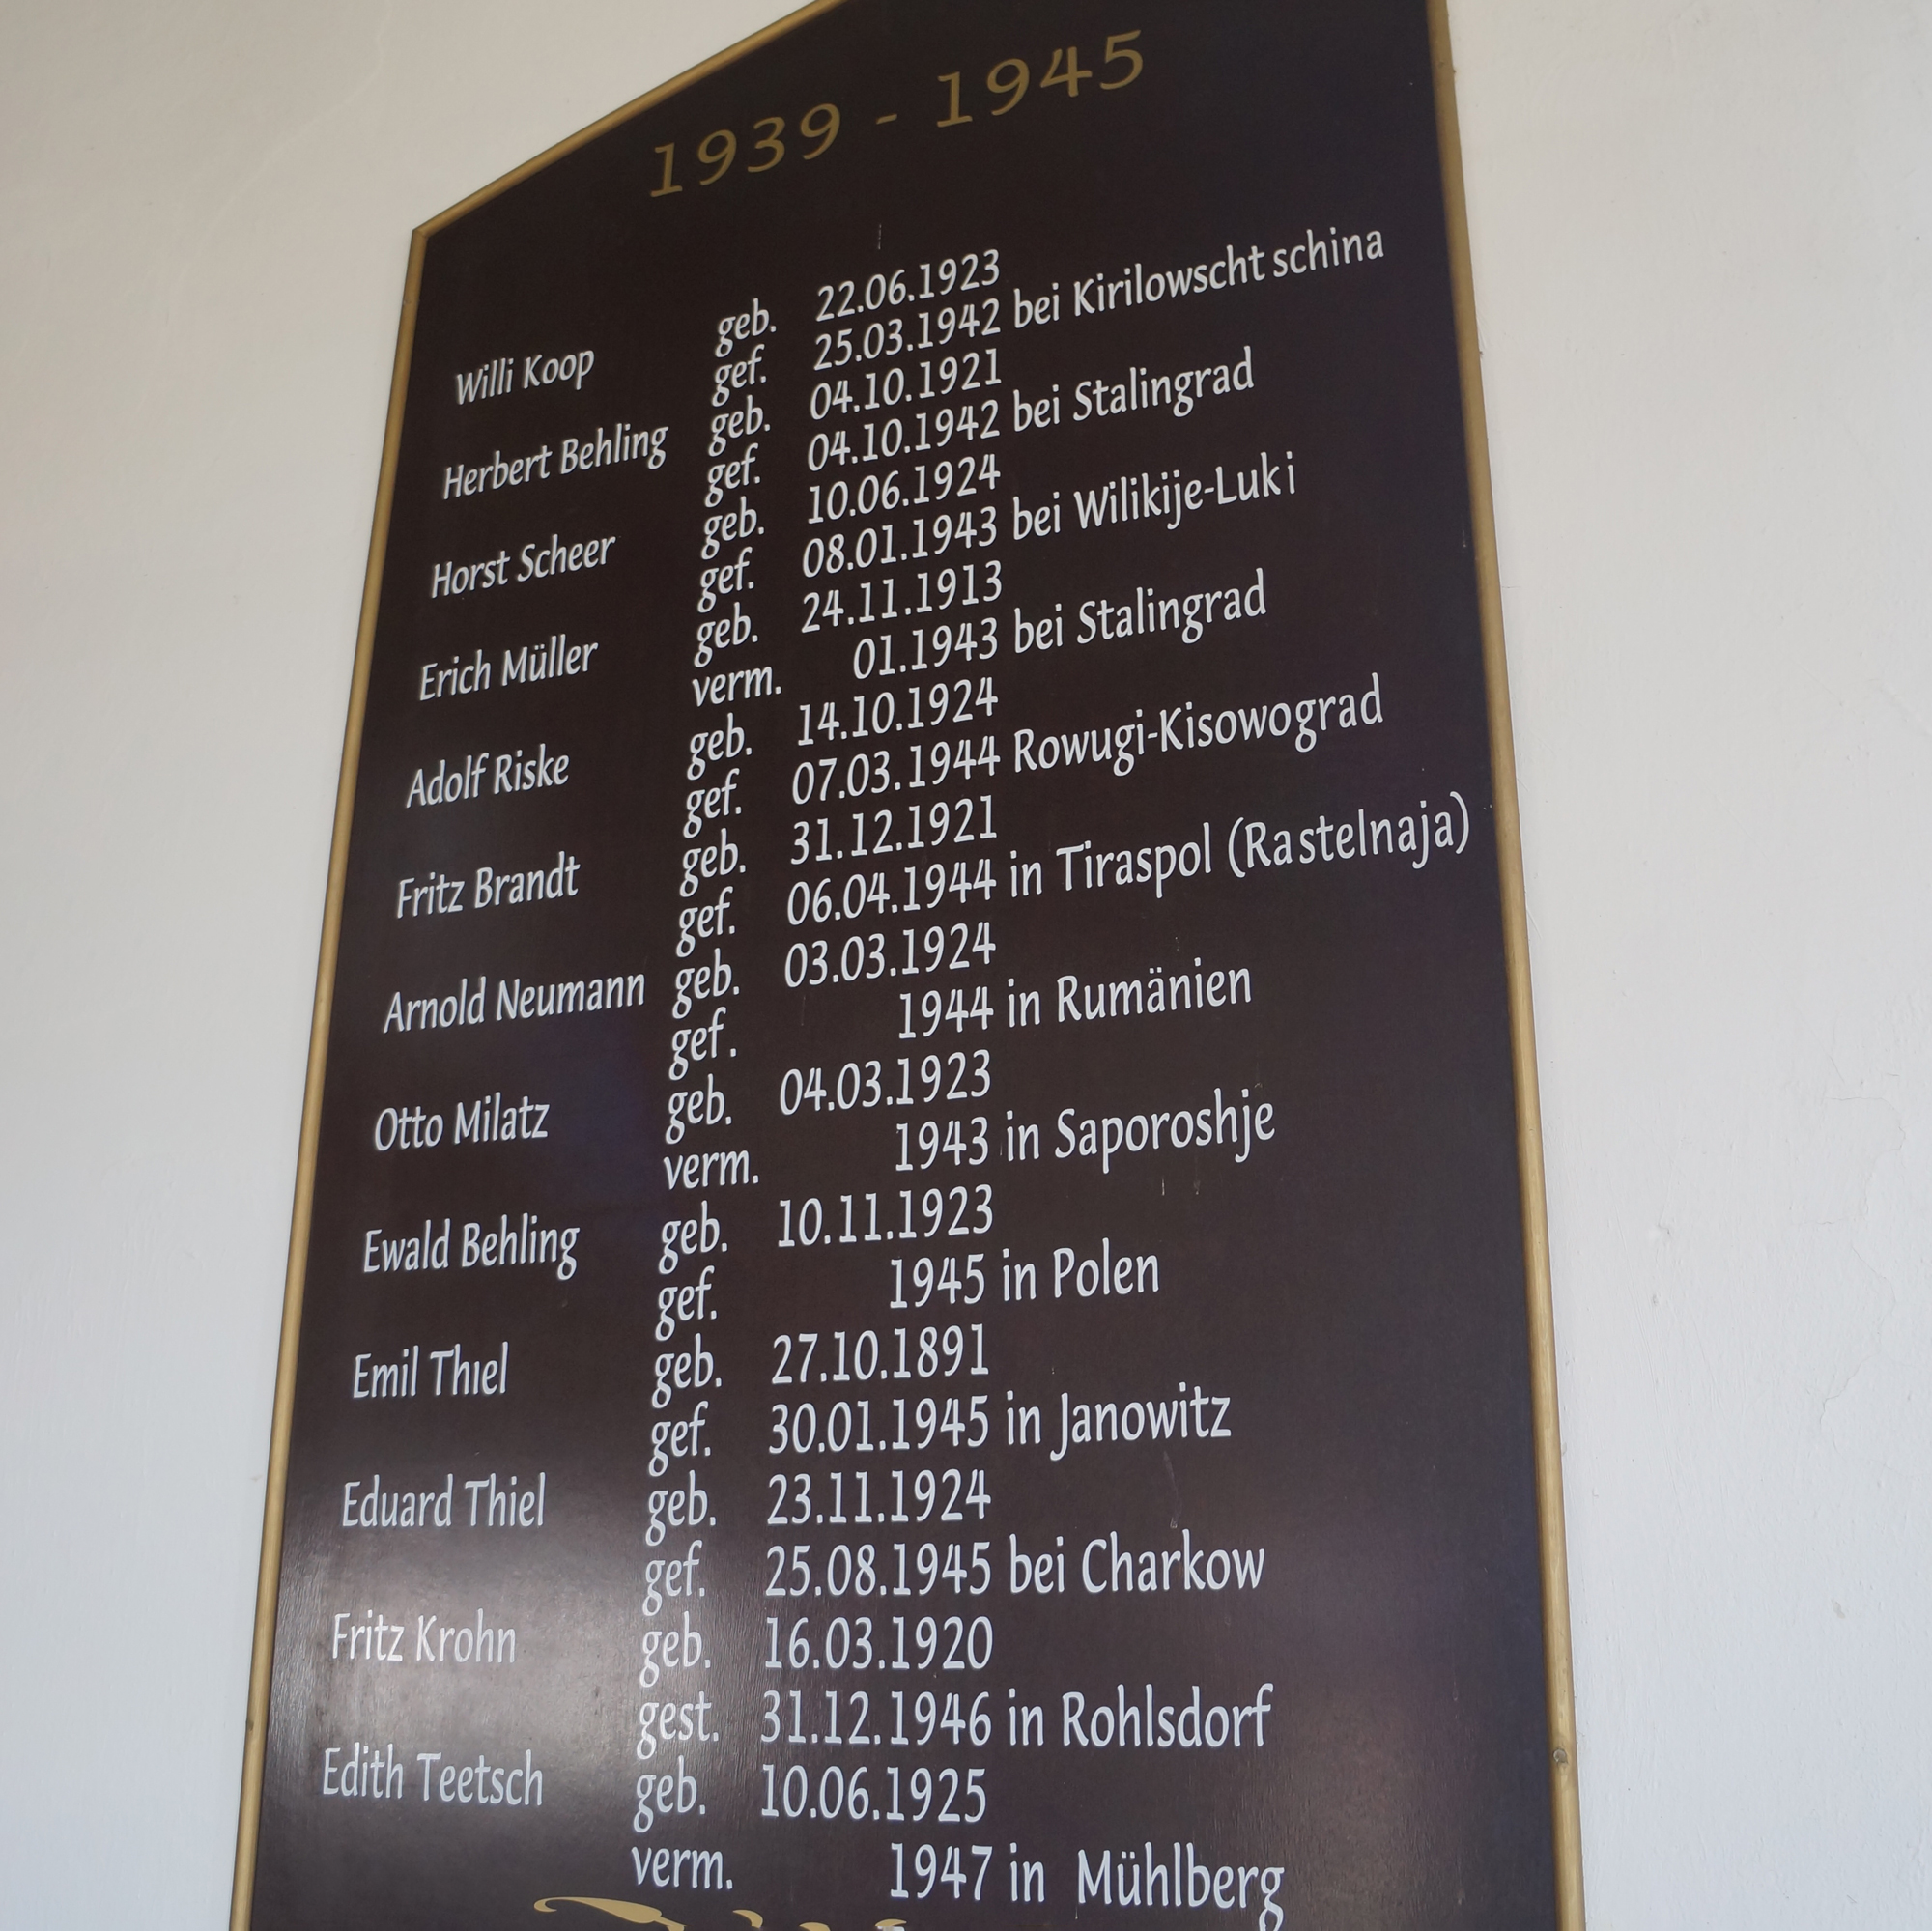 1939 - 1945
Willi Koop geb. 22.06.1923
gef. 25.03.1942 bei Kirilowschtschina
Herbert Behling geb. 04.10.1921
gef. 04.10.1942 bei Stalingrad
Horst Scheer geb. 10.06.1924
gef. 08.01.1943 bei Wilikije-Luki
Erich Müller geb. 24.11.1913
verm. 01.1943 bei Stalingrad
Adolf Riske geb. 14.10.1924
gef. 07.03.1944 Rowugi-Kisowograd
Fritz Brandt geb. 31.12.1921
gef. 06.04.1944 in Tiraspol (Rastelnaja)
Arnold Neumann geb. 03.03.1924
gef. 1944 in Rumänien
Otto Milatz geb. 04.03.1923
verm. 1943 in Saporoshje
Ewald Behling geb. 10.11.1923
gef. 1945 in Polen
Emil Thiel geb. 27.10.1891
gef. 30.01.1945 in Janowitz
Eduard Thiel geb. 23.11.1924
gef. 25.08.1945 bei Charkow
Fritz Krohn geb. 16.03.1920
gest. 31.12.1946 in Rohlsdorf
Edith Teetsch geb. 10.06.1925
verm. 1947 in Mühlberg